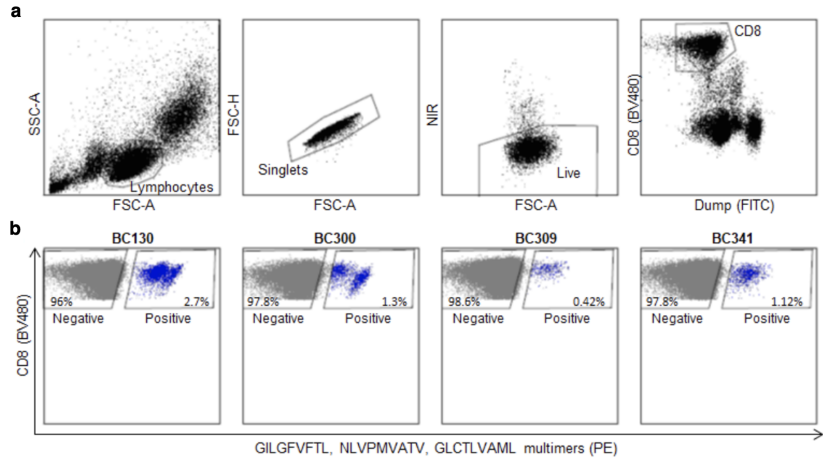 a
SSC-A
Lymphocytes
FSC-A
FSC-H
Singlets
FSC-A
NIR
Live
FSC-A
CD8 (BV480)
CD8
Dump (FITC)
b
CD8 (BV480)
BC130
96%
2.7%
Negative
Positive
BC300
97.8%
1.3%
Negative
Positive
BC309
98.6%
0.42%
Negative
Positive
BC341
97.8%
1.12%
Negative
Positive
GILGFVFTL, NLVPMVATV, GLCTLVAML multimers (PE)